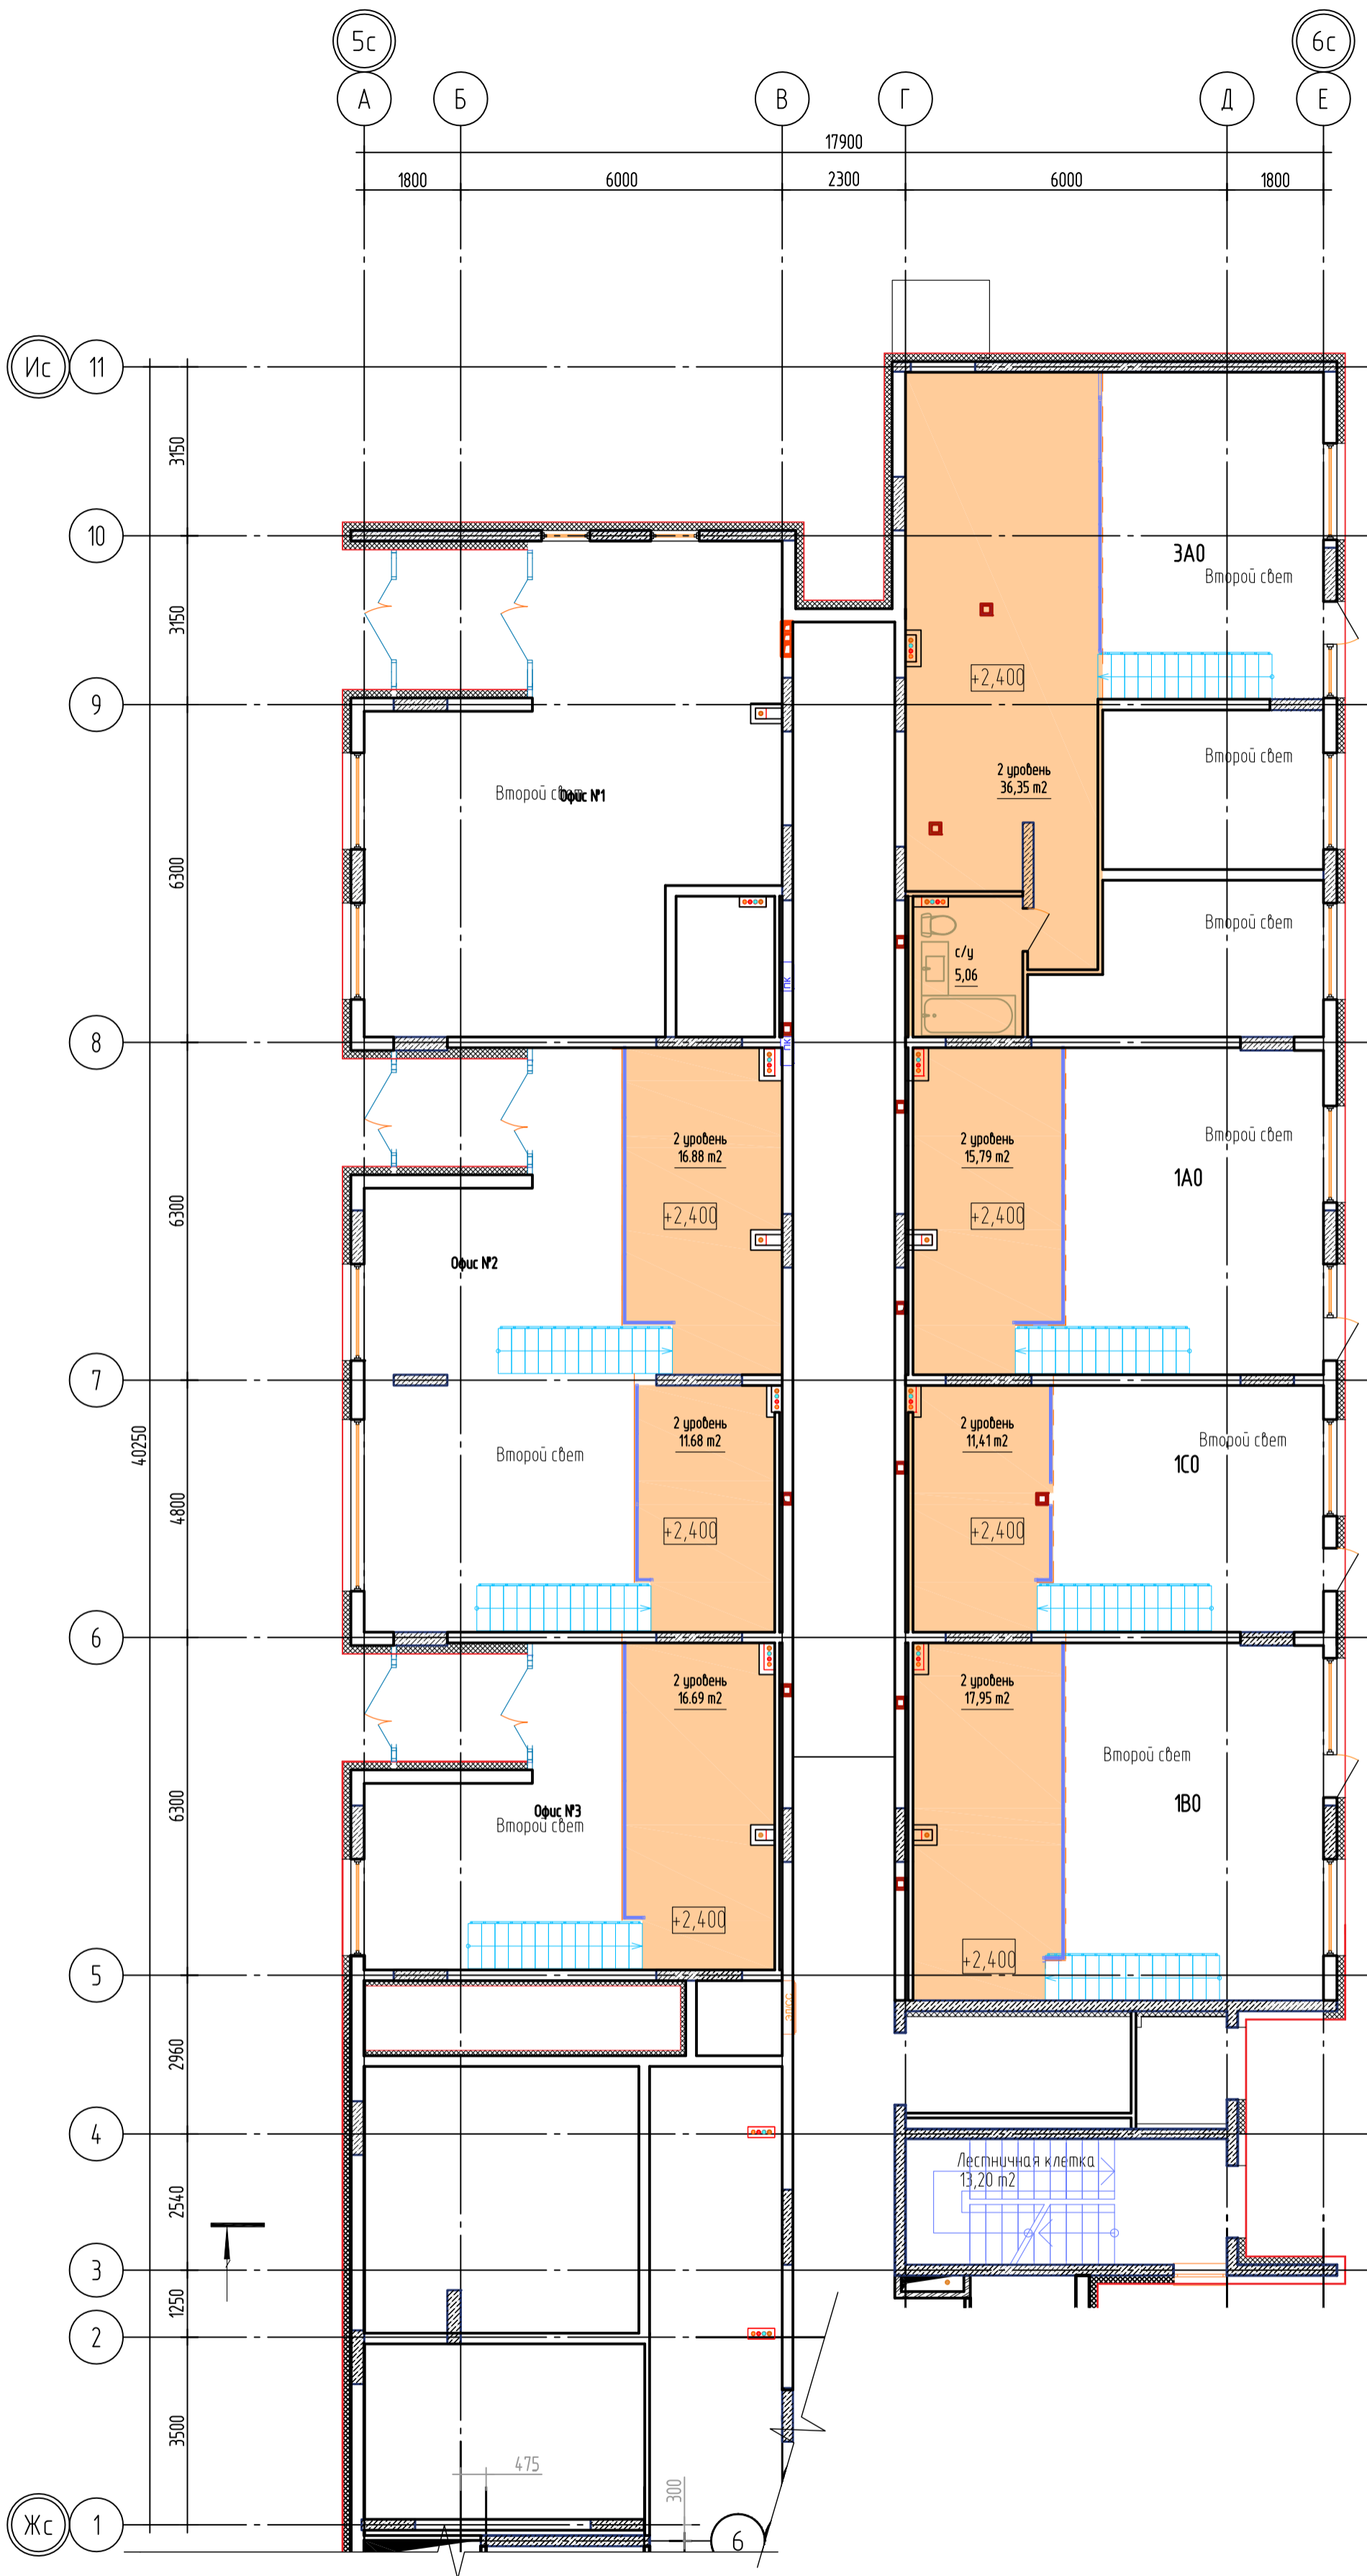 5с
6с
А
Б
В
Г
Д
Е
17900
1800
6000
2300
6000
1800
Ис
11
3150
10
3А0
Второй свет
3150
+2,400
9
Второй свет
2 уровень
36,35 m2
Второй свет
Офис №1
6300
Второй свет
с/у
5,06
ПК
8
ПК
Второй свет
2 уровень
16.88 m2
2 уровень
15,79 m2
1А0
6300
+2,400
+2,400
Офис №2
7
2 уровень
11.68 m2
2 уровень
11,41 m2
Второй свет
40250
Второй свет
1С0
4800
+2,400
+2,400
6
2 уровень
16.69 m2
2 уровень
17,95 m2
Второй свет
1В0
6300
Офис №3
Второй свет
+2,400
+2,400
5
2960
4
Лестничная клетка
13,20 m2
2540
3
1250
2
3500
475
300
Жс
1
6